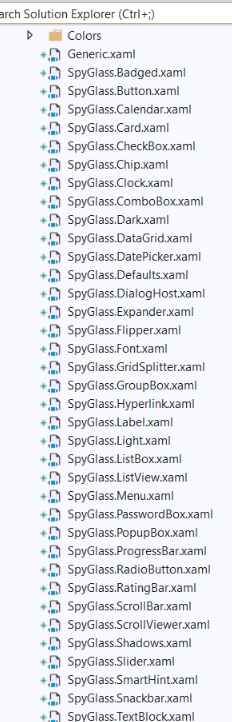 arch Solution Explorer (Ctrl+;)
Colors
Generic.xaml
SpyGlass.Badged.xaml
SpyGlass.Button.xaml
SpyGlass.Calendar.xaml
SpyGlass.Card.xaml
SpyGlass.CheckBox.xaml
SpyGlass.Chip.xaml
SpyGlass.Clock.xaml
SpyGlass.ComboBox.xaml
SpyGlass.Dark.xaml
SpyGlass.DataGrid.xaml
SpyGlass.DatePicker.xaml
SpyGlass.Defaults.xaml
SpyGlass.DialogHost.xaml
SpyGlass.Expander.xaml
SpyGlass.Flipper.xaml
SpyGlass.Font.xaml
SpyGlass.GridSplitter.xaml
SpyGlass.GroupBox.xaml
SpyGlass.Hyperlink.xaml
SpyGlass.Label.xaml
SpyGlass.Light.xaml
SpyGlass.ListBox.xaml
SpyGlass.ListView.xaml
SpyGlass.Menu.xaml
SpyGlass.PasswordBox.xaml
SpyGlass.PopupBox.xaml
SpyGlass.ProgressBar.xaml
SpyGlass.RadioButton.xaml
SpyGlass.RatingBar.xaml
SpyGlass.ScrollBar.xaml
SpyGlass.ScrollViewer.xaml
SpyGlass.Shadows.xaml
SpyGlass.Slider.xaml
SpyGlass.SmartHint.xaml
SpyGlass.Snackbar.xaml
SpyGlass.TextBlock.xaml